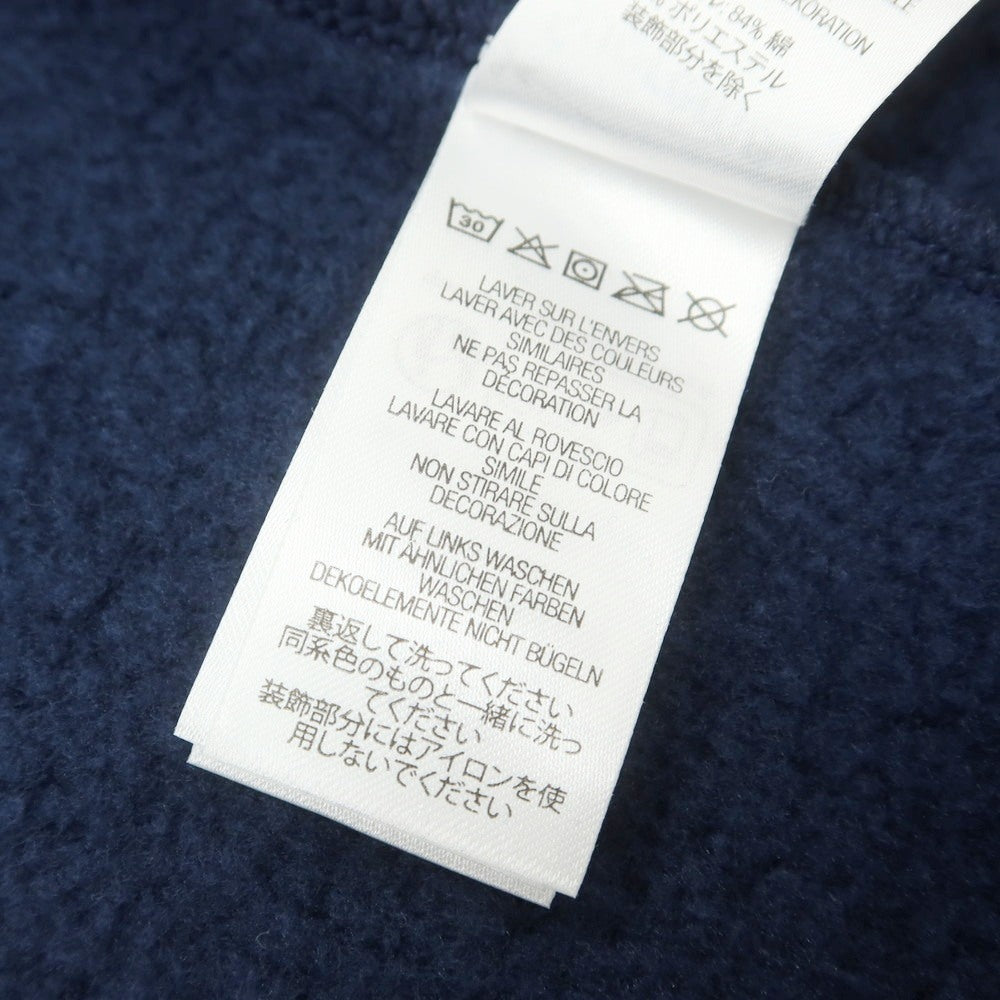 KORATION
84% 綿
ポリエステル
装飾部分を除く
30
LAVER SUR L'ENVERS
LAVER AVEC DES COULEURS
SIMILAIRES
NE PAS REPASSER LA
DÉCORATION
LAVARE AL ROVESCIO
LAVARE CON CAPI DI COLORE
SIMILE
NON STIRARE SULLA
DECORAZIONE
AUF LINKS WASCHEN
MIT ÄHNLICHEN FARBEN
WASCHEN
DEKOELEMENTE NICHT BÜGELN
裏返して洗ってください
同系色のものと一緒に洗っ
てください
装飾部分にはアイロンを使
用しないでください